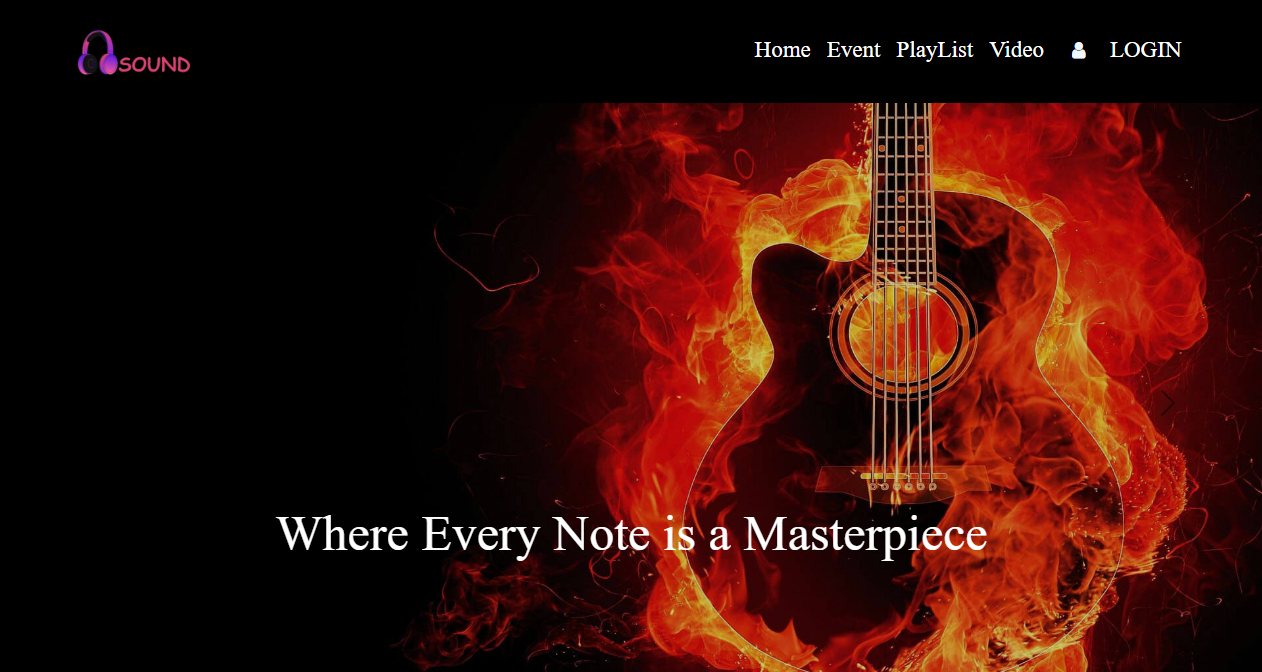 SOUND
Home Event PlayList Video LOGIN
Where Every Note is a Masterpiece